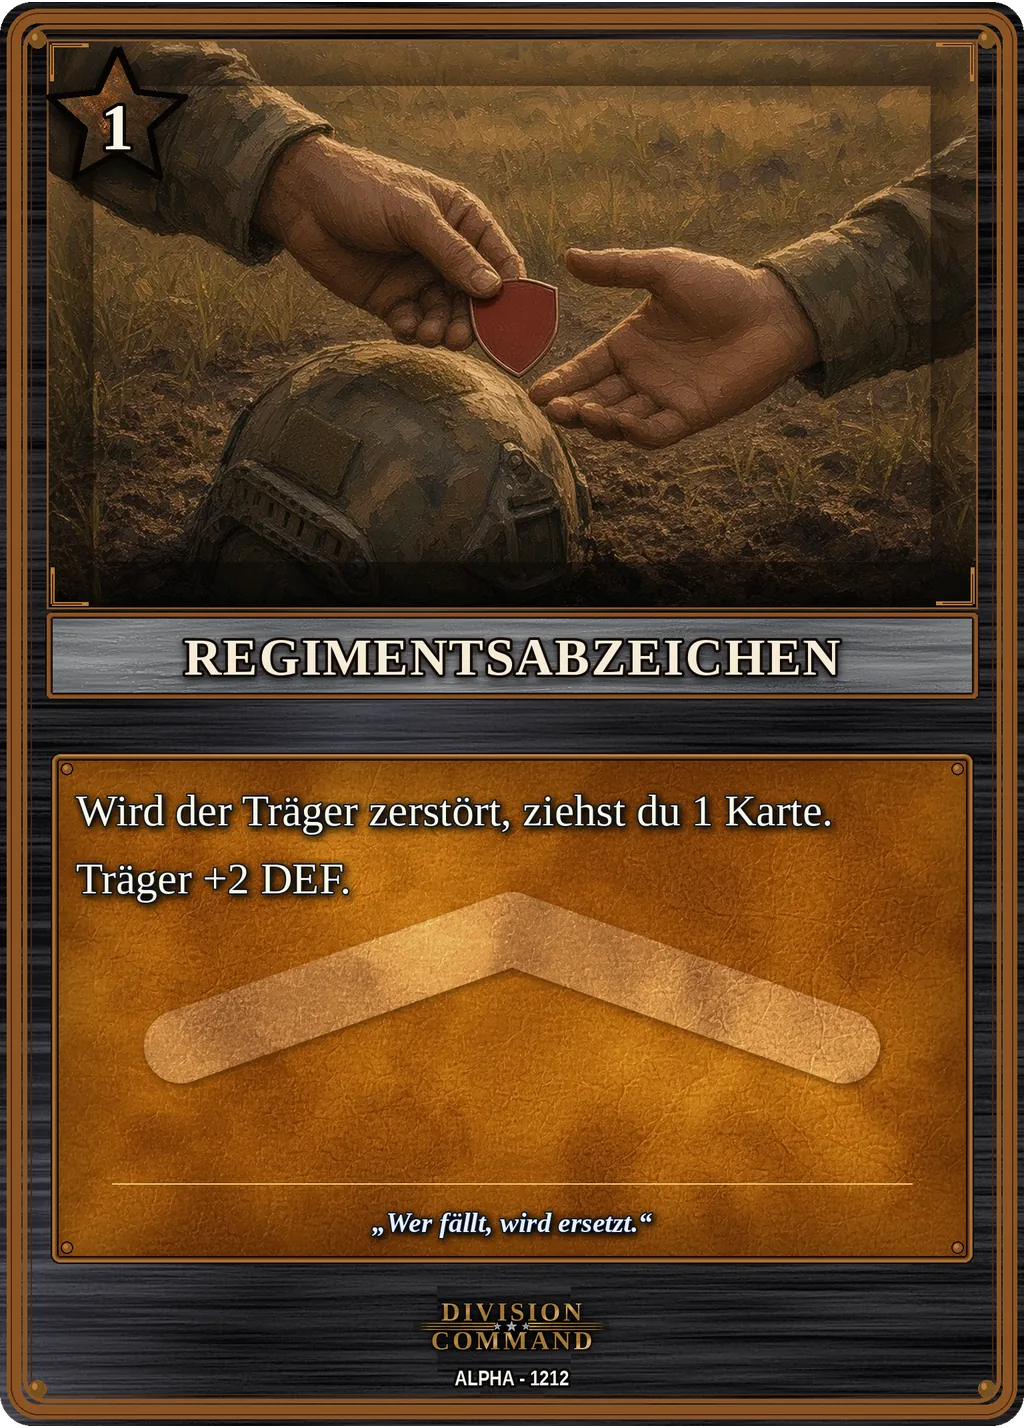 1
REGIMENTSABZEICHEN
Wird der Träger zerstört, ziehst du 1 Karte.
Träger +2 DEF.
„Wer fällt, wird ersetzt.“
DIVISION
COMMAND
ALPHA - 1212